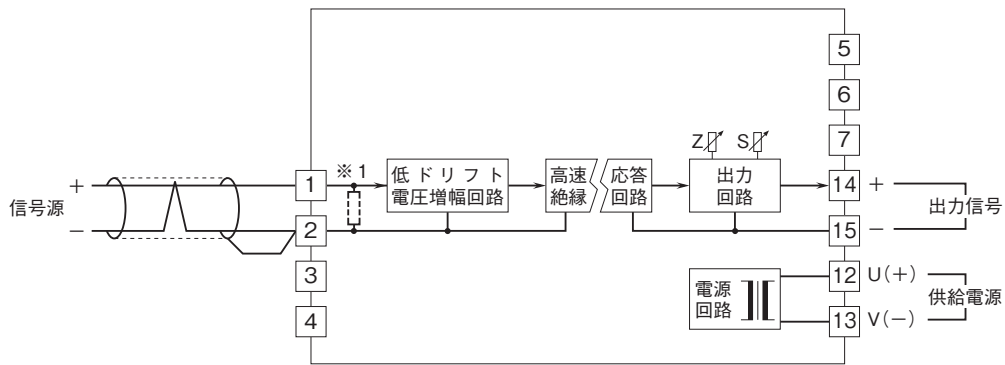 信号源
+
−
1
2
3
4
※1
低ドリフト
電圧増幅回路
高速
絶縁
応答
回路
Z
S
出力
回路
電源
回路
5
6
7
14
15
12
13
+
−
出力信号
U(+)
V(−)
供給電源